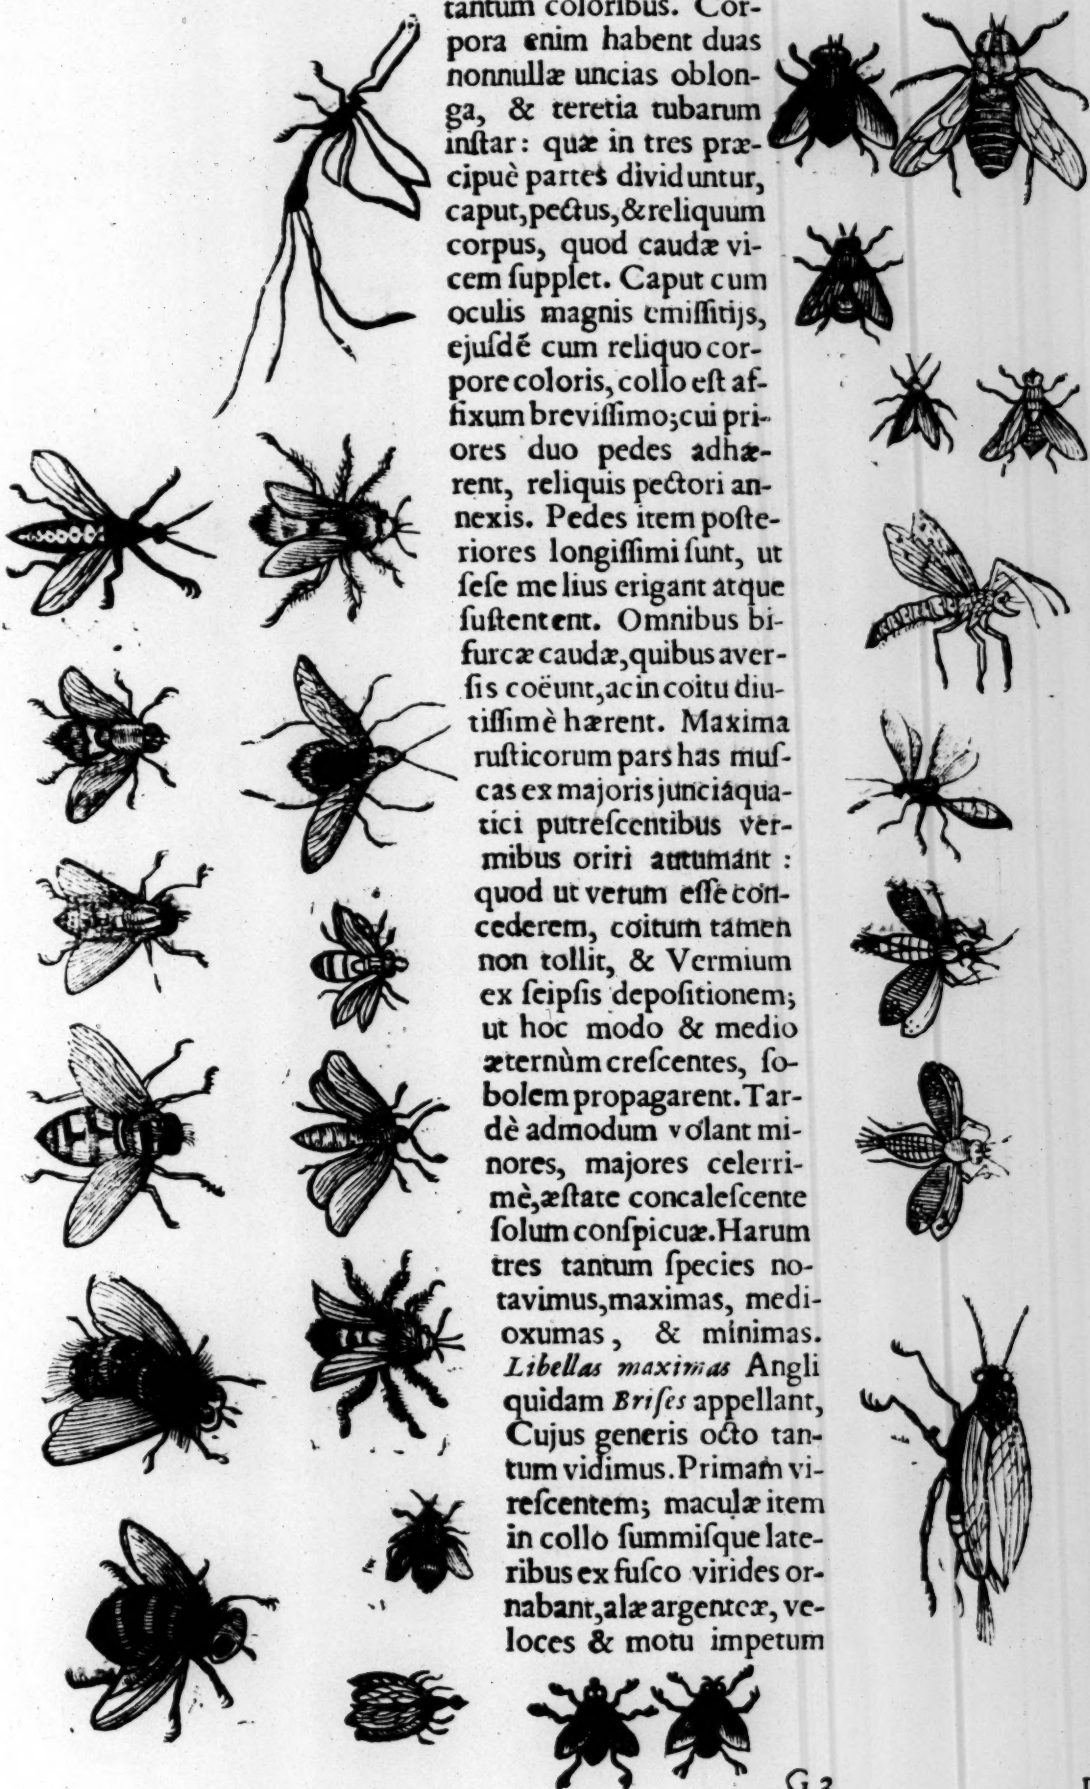 tantum coloribus. Cor-
pora enim habent duas
nonnullæ uncias oblon-
ga, & teretia tubarum
inſtar: quæ in tres præ-
cipuè partes dividuntur,
caput, pectus, & reliquum
corpus, quod caudæ vi-
cem ſupplet. Caput cum
oculis magnis emiſſitijs,
ejuſdē cum reliquo cor-
pore coloris, collo eſt af-
fixum breviſſimo; cui pri-
ores duo pedes adhæ-
rent, reliquis pectori an-
nexis. Pedes item poſte-
riores longiſſimi ſunt, ut
ſeſe melius erigant atque
ſuſtentent. Omnibus bi-
furcæ caudæ, quibus aver-
ſis coëunt, ac in coitu diu-
tiſſimè hærent. Maxima
ruſticorum pars has muſ-
cas ex majoris junci aqua-
tici putreſcentibus ver-
mibus oriri autumant:
quod ut verum eſſe con-
cederem, coitum tamen
non tollit, & Vermium
ex ſeipſis depoſitionem;
ut hoc modo & medio
æternùm creſcentes, ſo-
bolem propagarent. Tar-
dè admodum volant mi-
nores, majores celerri-
mè, æſtate concaleſcente
ſolum conſpicuæ. Harum
tres tantum ſpecies no-
tavimus, maximas, medi-
oxumas, & minimas.
Libellas maximas Angli
quidam Briſes appellant,
Cujus generis octo tan-
tum vidimus. Primam vi-
reſcentem; maculæ item
in collo ſummiſque late-
ribus ex fuſco virides or-
nabant, alæ argenteæ, ve-
loces & motu impetum
G 2